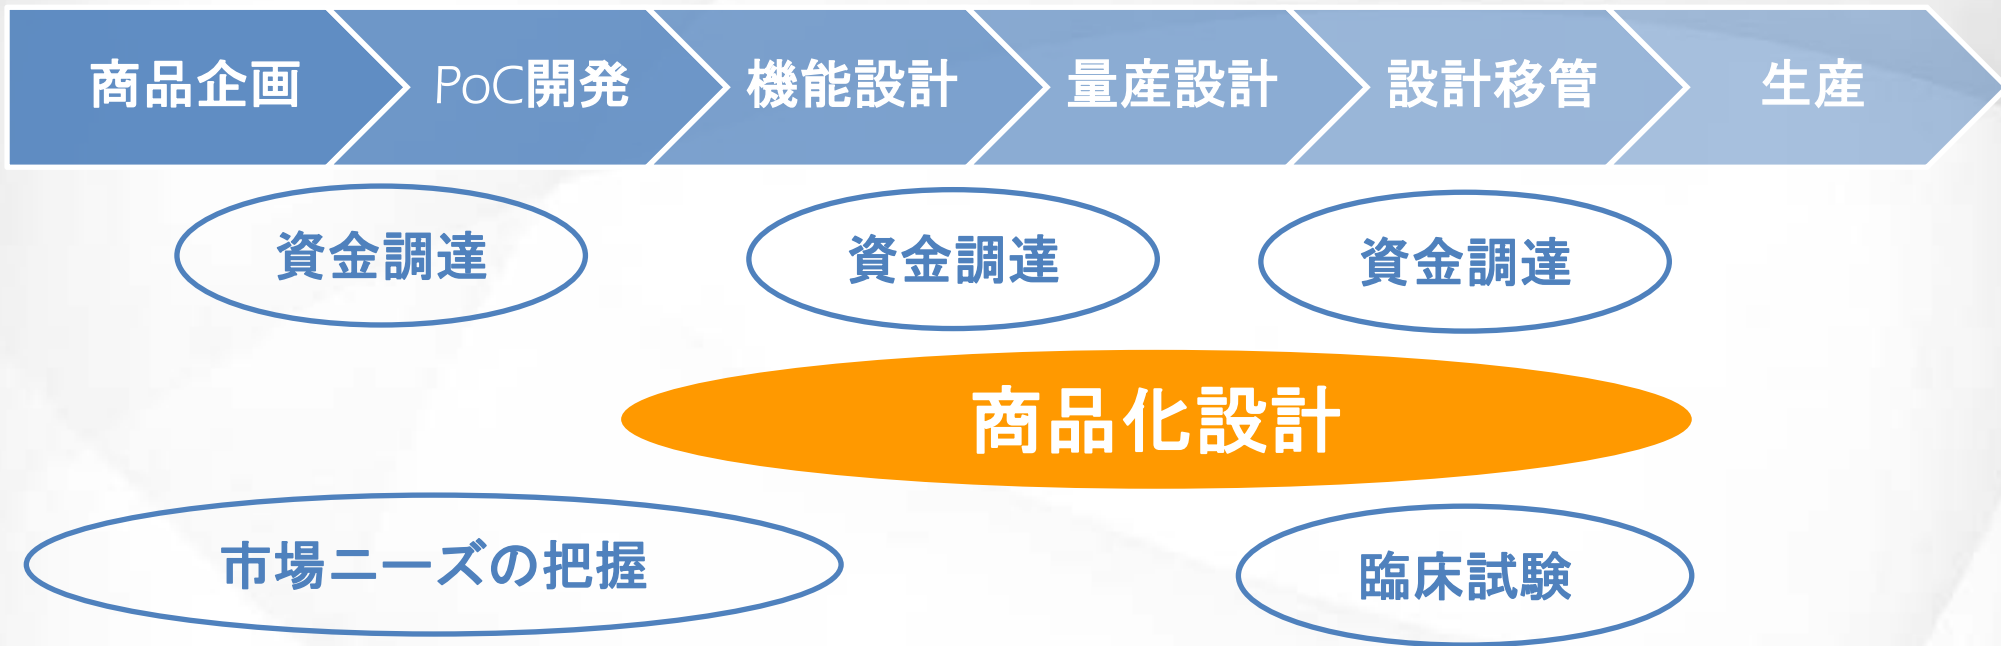 商品企画
PoC開発
機能設計
量産設計
設計移管
生産
資金調達
資金調達
資金調達
商品化設計
市場ニーズの把握
臨床試験